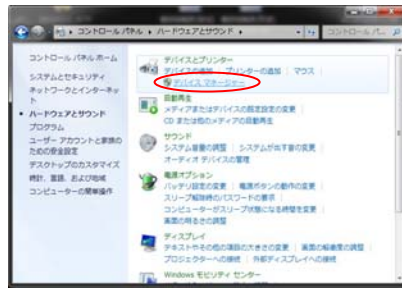 コントロール パネル ▸ ハードウェアとサウンド ▸
コントロール パ...
コントロール パネル ホーム
システムとセキュリティ
ネットワークとインターネット
ハードウェアとサウンド
プログラム
ユーザー アカウントと家族のための安全設定
デスクトップのカスタマイズ
時計、言語、および地域
コンピューターの簡単操作
デバイスとプリンター
デバイスの追加 | プリンターの追加 | マウス
デバイス マネージャー
自動再生
メディアまたはデバイスの既定設定の変更
CD または他のメディアの自動再生
サウンド
システム音量の調整 | システムが出す音の変更
オーディオ デバイスの管理
電源オプション
バッテリ設定の変更 | 電源ボタンの動作の変更
スリープ解除時のパスワードの要求
コンピューターがスリープ状態になる時間を変更
画面の明るさの調整
ディスプレイ
テキストやその他の項目の大きさの変更 | 画面の解像度の調整
プロジェクターへの接続 | 外部ディスプレイへの接続
Windows モビリティ センター